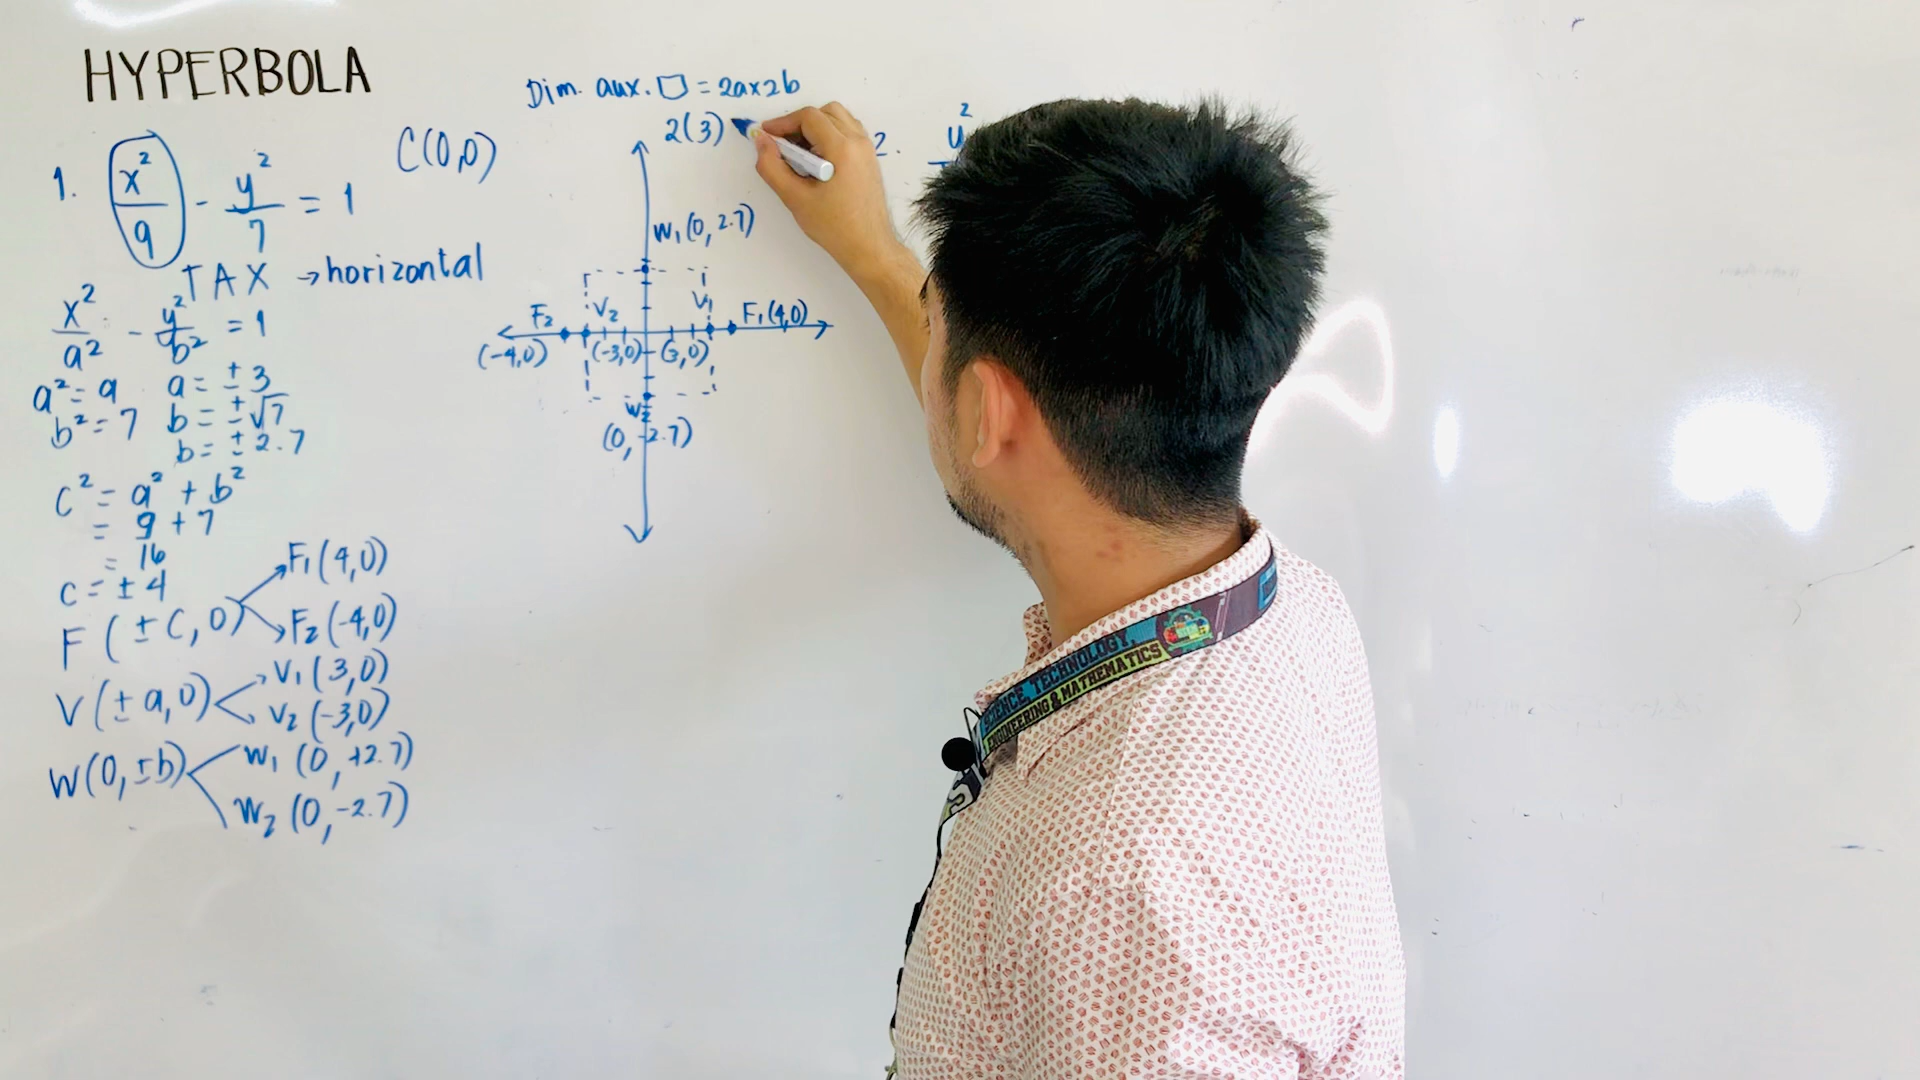 HYPERBOLA
1. x²/9 - y²/7 = 1
C(0,0)
TAX → horizontal
x²/a² - y²/b² = 1
a² = 9 a = ±3
b² = 7 b = ±√7
b = ±2.7
c² = a² + b²
= 9 + 7
= 16
c = ±4
F (±C, 0) F₁(4,0)
F₂(-4,0)
V(±a,0) V₁(3,0)
V₂(-3,0)
W(0,±b) W₁ (0, +2.7)
W₂ (0, -2.7)
Dim. aux. ▭ = 2ax2b
2(3)
W₁(0, 2.7)
F₂ V₂ V₁ F₁(4,0)
(-4,0) (-3,0) (3,0)
W₂
(0, -2.7)
2. y²
SCIENCE, TECHNOLOGY,
ENGINEERING & MATHEMATICS
S